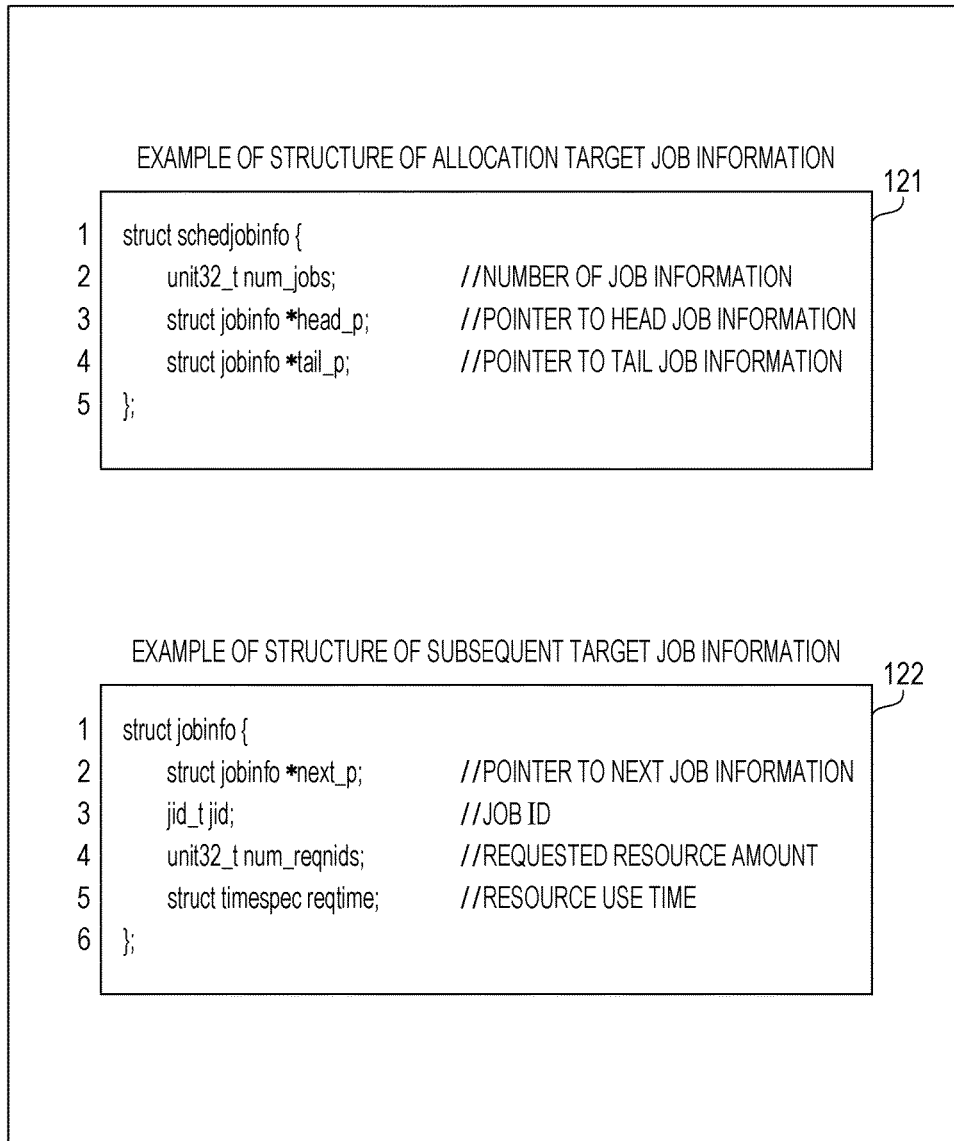 EXAMPLE OF STRUCTURE OF ALLOCATION TARGET JOB INFORMATION
121
1 struct schedjobinfo {
2 unit32_t num_jobs; //NUMBER OF JOB INFORMATION
3 struct jobinfo *head_p; //POINTER TO HEAD JOB INFORMATION
4 struct jobinfo *tail_p; //POINTER TO TAIL JOB INFORMATION
5 };
EXAMPLE OF STRUCTURE OF SUBSEQUENT TARGET JOB INFORMATION
122
1 struct jobinfo {
2 struct jobinfo *next_p; //POINTER TO NEXT JOB INFORMATION
3 jid_t jid; //JOB ID
4 unit32_t num_reqnids; //REQUESTED RESOURCE AMOUNT
5 struct timespec reqtime; //RESOURCE USE TIME
6 };